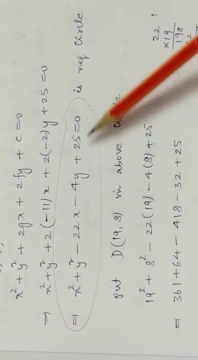 x² + y² + 2gx + 2fy + c = 0
⇒ x² + y² + 2(-11)x + 2(-2)y + 25 = 0
⇒ x² + y² - 22x - 4y + 25 = 0 is req circle
Put D(19, 8) in above
19² + 8² - 22(19) - 4(8) + 25
⇒ 361 + 64 - 418 - 32 + 25
22
×19
198